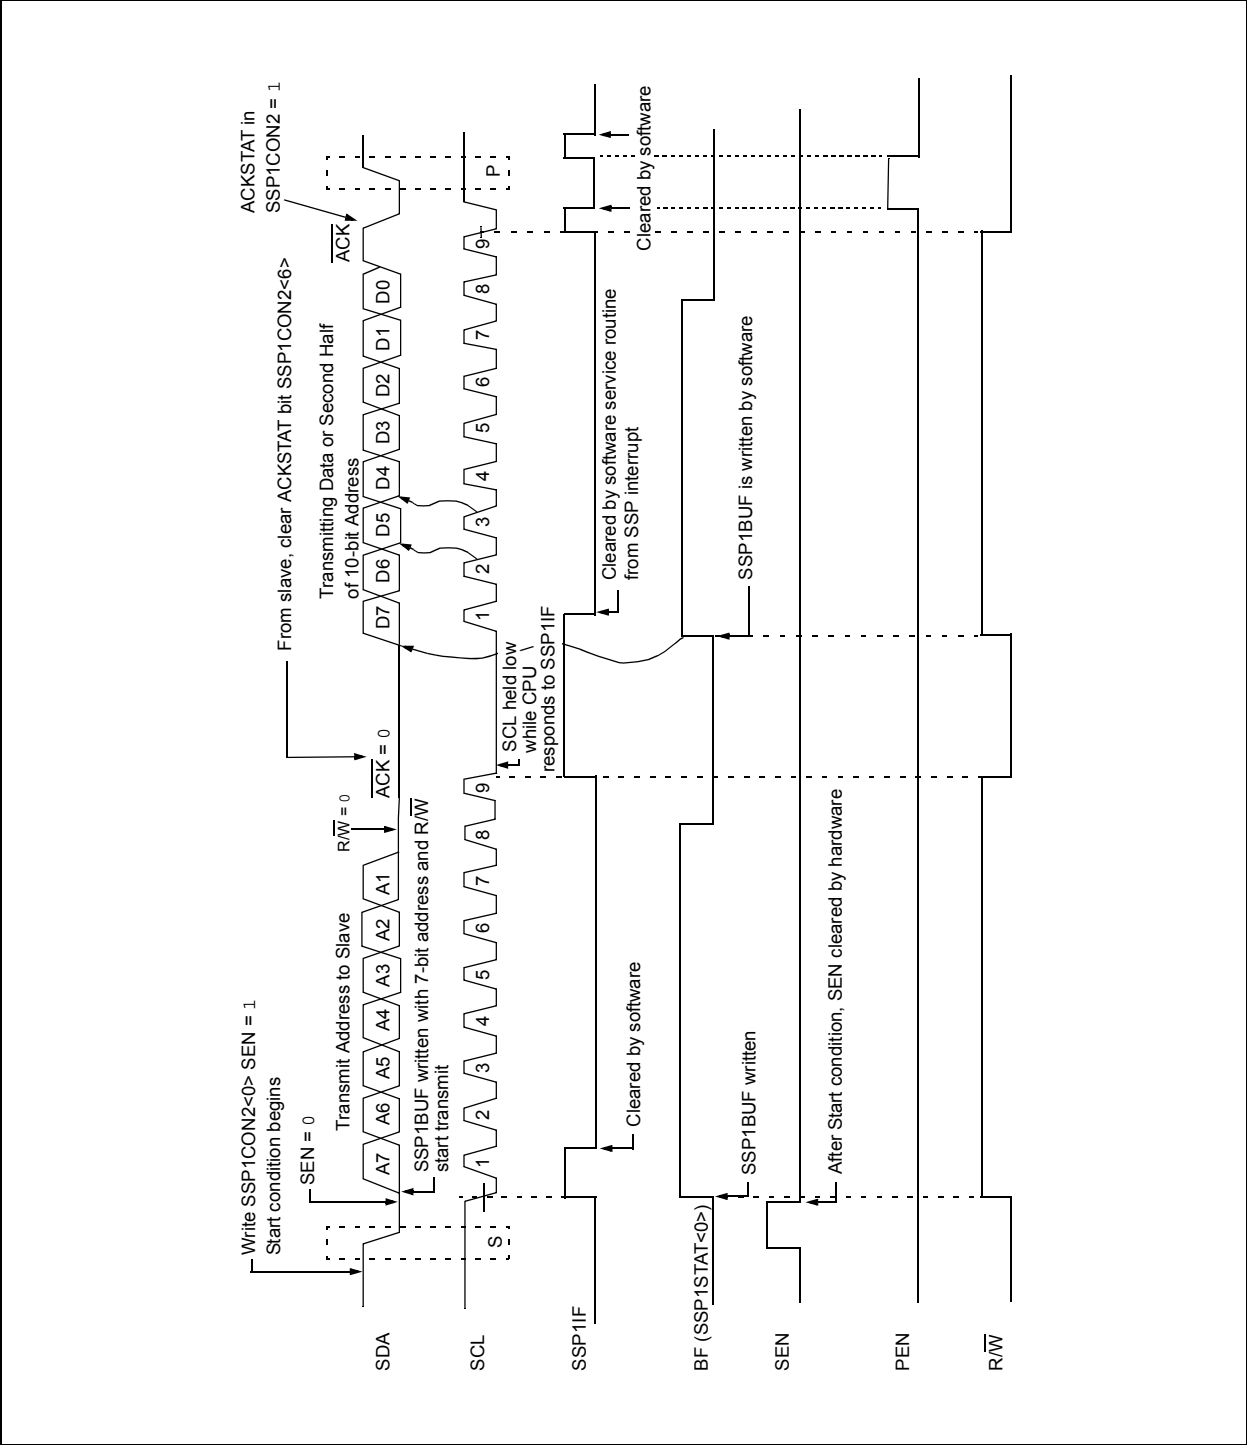 Write SSP1CON2<0> SEN = 1
Start condition begins
From slave, clear ACKSTAT bit SSP1CON2<6>
ACKSTAT in
SSP1CON2 = 1
SEN = 0
Transmit Address to Slave
R/W = 0
ACK = 0
Transmitting Data or Second Half
of 10-bit Address
ACK
SDA
A7 A6 A5 A4 A3 A2 A1
D7 D6 D5 D4 D3 D2 D1 D0
SSP1BUF written with 7-bit address and R/W
start transmit
SCL
S
1 2 3 4 5 6 7 8 9
1 2 3 4 5 6 7 8 9
P
SCL held low
while CPU
responds to SSP1IF
SSP1IF
Cleared by software
Cleared by software service routine
from SSP interrupt
Cleared by software
BF (SSP1STAT<0>)
SSP1BUF written
SSP1BUF is written by software
SEN
After Start condition, SEN cleared by hardware
PEN
R/W